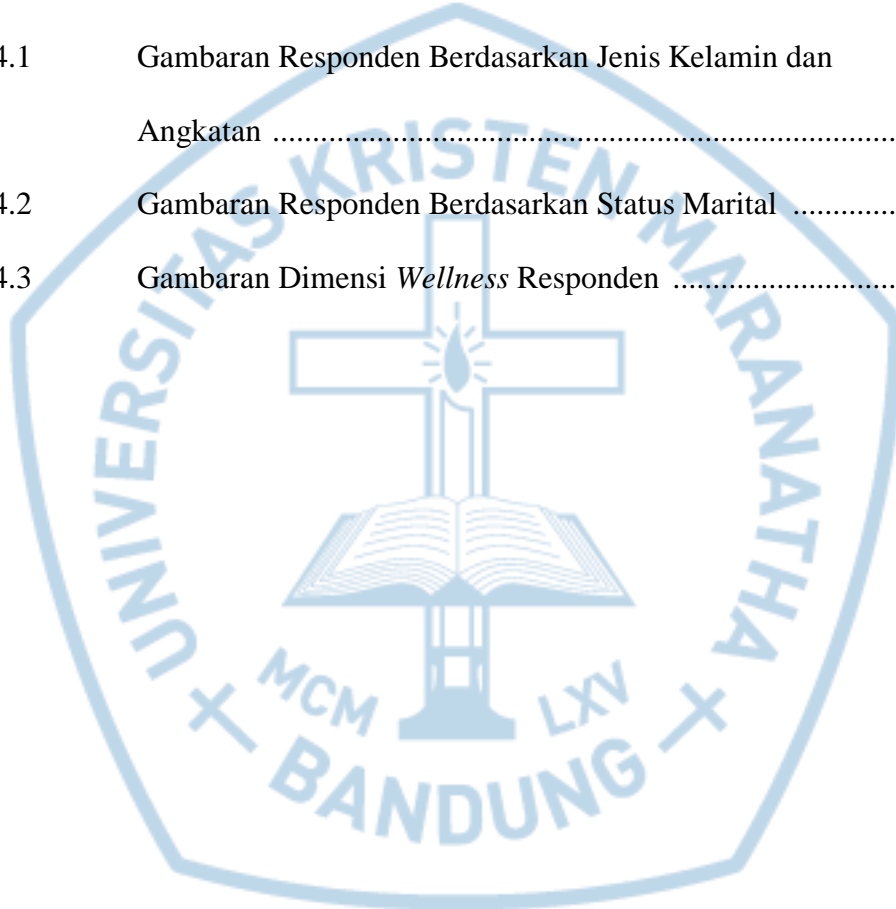 4.1 Gambaran Responden Berdasarkan Jenis Kelamin dan
Angkatan ...............................................................................
4.2 Gambaran Responden Berdasarkan Status Marital .............
4.3 Gambaran Dimensi Wellness Responden ............................
UNIVERSITAS KRISTEN MARANATHA
MCM LXV
BANDUNG